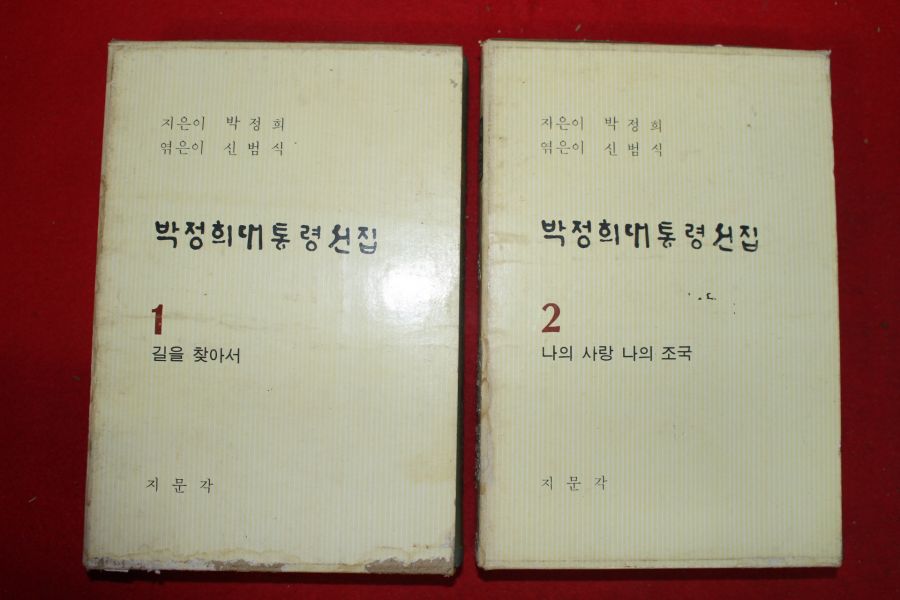 지은이 박정희
엮은이 신범식
박정희대통령선집
1
길을 찾아서
지문각
지은이 박정희
엮은이 신범식
박정희대통령선집
2
나의 사랑 나의 조국
지문각